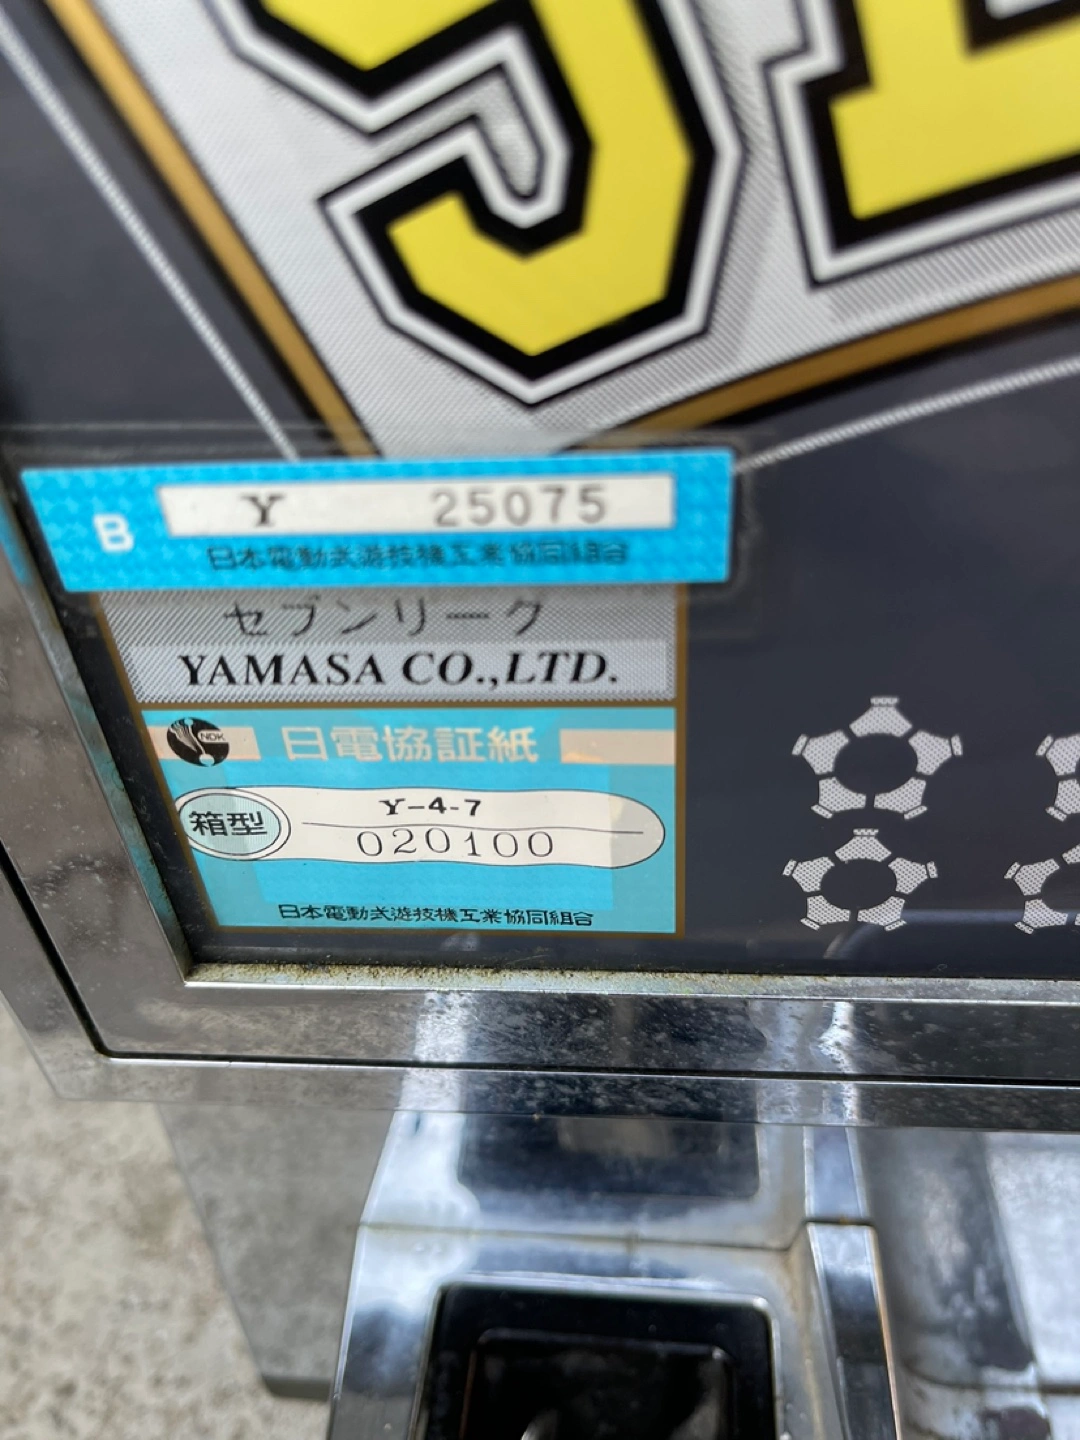 B Y 25075
日本電動式遊技機工業協同組合
セブンリーグ
YAMASA CO.,LTD.
NDK 日電協証紙
箱型 Y-4-7
020100
日本電動式遊技機工業協同組合